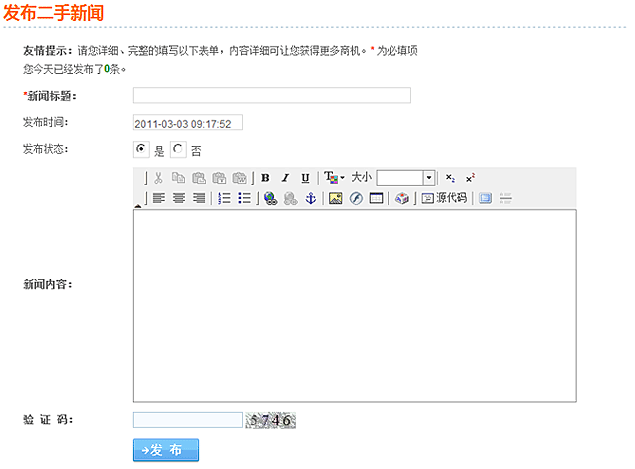 发布二手新闻
友情提示：请您详细、完整的填写以下表单，内容详细可让您获得更多商机。* 为必填项
您今天已经发布了0条。
*新闻标题：
发布时间： 2011-03-03 09:17:52
发布状态： 是 否
B I U T 大小 x₂ x²
源代码
新闻内容：
验 证 码： 5746
发 布